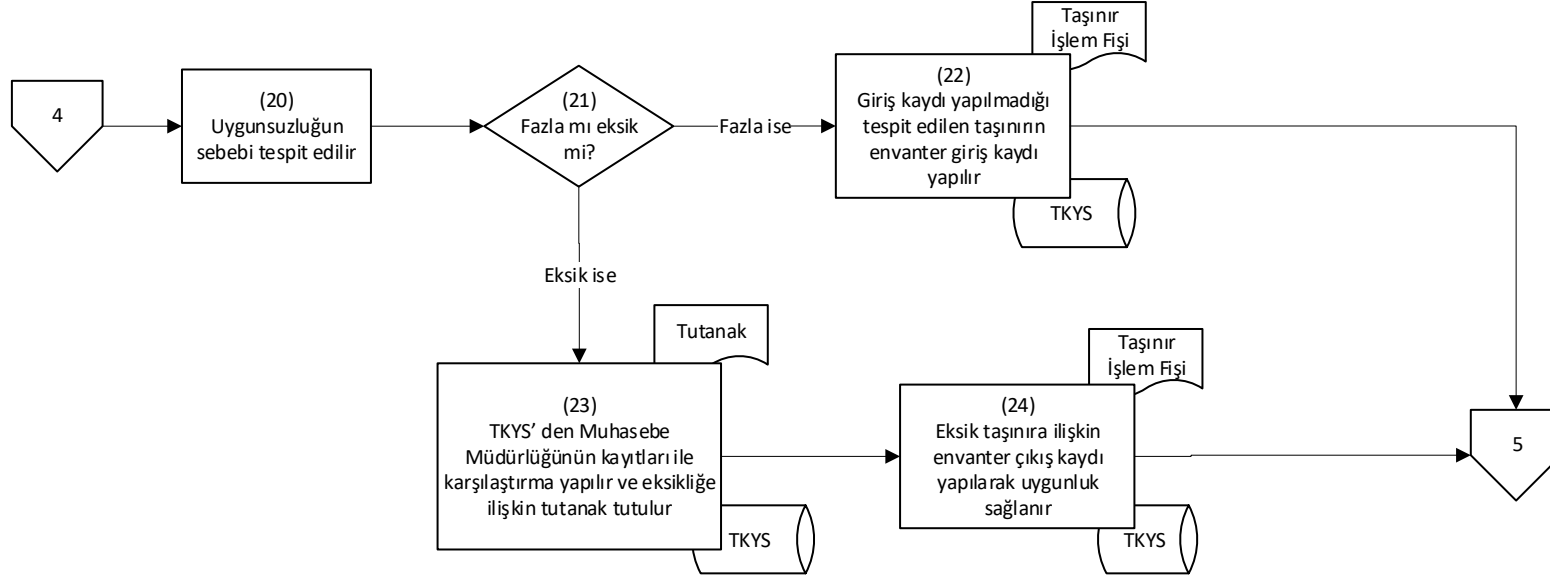 4
(20)
Uygunsuzluğun
sebebi tespit edilir
(21)
Fazla mı eksik
mi?
Fazla ise
Taşınır
İşlem Fişi
(22)
Giriş kaydı yapılmadığı
tespit edilen taşınırın
envanter giriş kaydı
yapılır
TKYS
Eksik ise
Tutanak
(23)
TKYS’ den Muhasebe
Müdürlüğünün kayıtları ile
karşılaştırma yapılır ve eksikliğe
ilişkin tutanak tutulur
TKYS
Taşınır
İşlem Fişi
(24)
Eksik taşınıra ilişkin
envanter çıkış kaydı
yapılarak uygunluk
sağlanır
TKYS
5